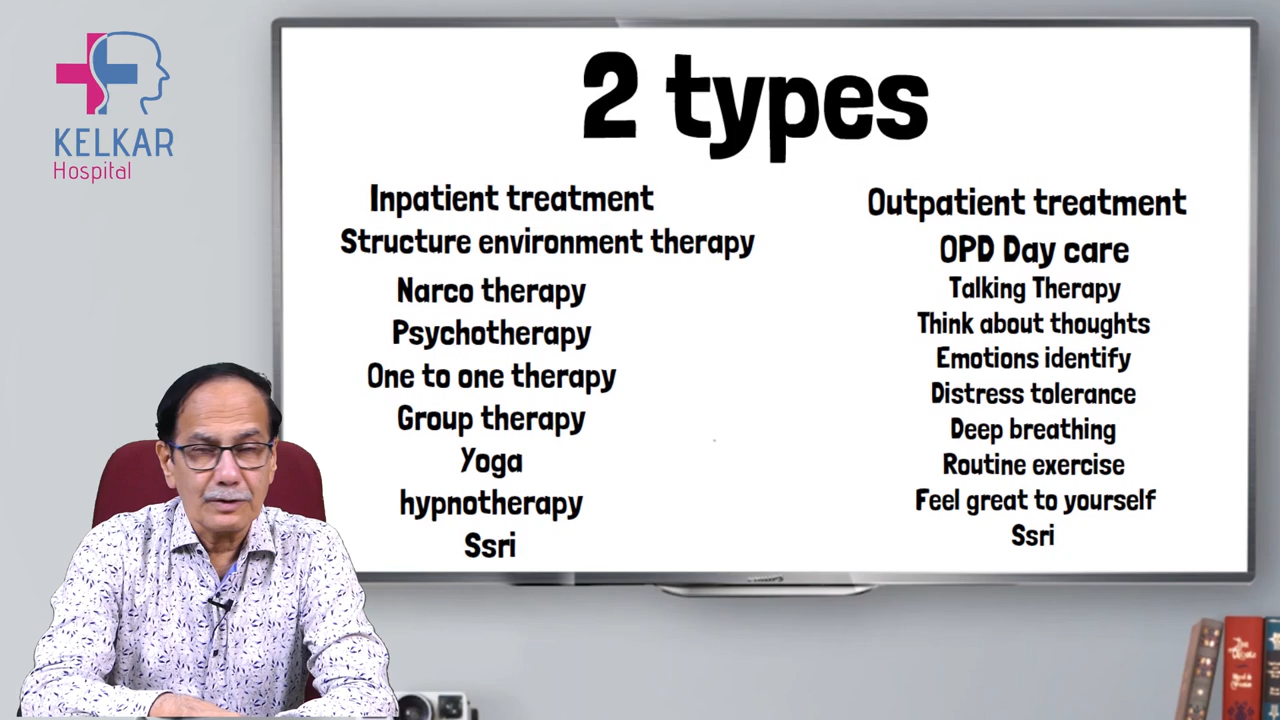 KELKAR
Hospital
2 types
Inpatient treatment
Structure environment therapy
Narco therapy
Psychotherapy
One to one therapy
Group therapy
Yoga
hypnotherapy
Ssri
Outpatient treatment
OPD Day care
Talking Therapy
Think about thoughts
Emotions identify
Distress tolerance
Deep breathing
Routine exercise
Feel great to yourself
Ssri
PHILIPS